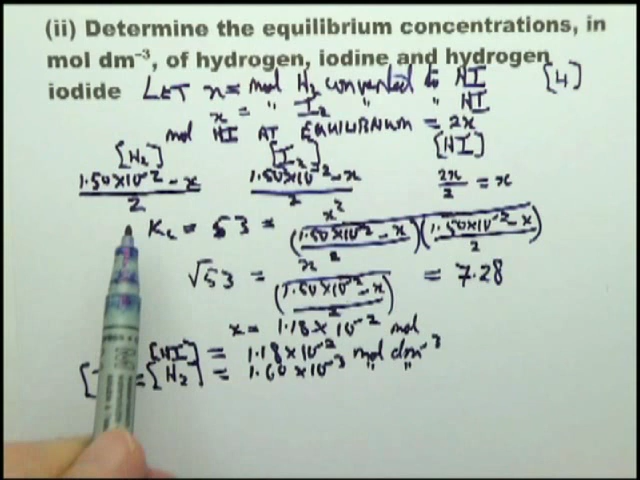 (ii) Determine the equilibrium concentrations, in
mol dm⁻³, of hydrogen, iodine and hydrogen
iodide LET x = mol H₂ converted to HI [4]
x = " I₂ " " HI
mol HI AT EQUILIBRIUM = 2x
[H₂] [I₂] [HI]
1.50×10⁻² - x / 2 1.50×10⁻² - x / 2 2x / 2 = x
Kc = 53 = x² / (1.50×10⁻² - x / 2)(1.50×10⁻² - x / 2)
√53 = x / (1.50×10⁻² - x / 2) = 7.28
x = 1.18×10⁻² mol
[HI] = 1.18×10⁻² mol dm⁻³
[ = [H₂] = 1.60×10⁻³ " "